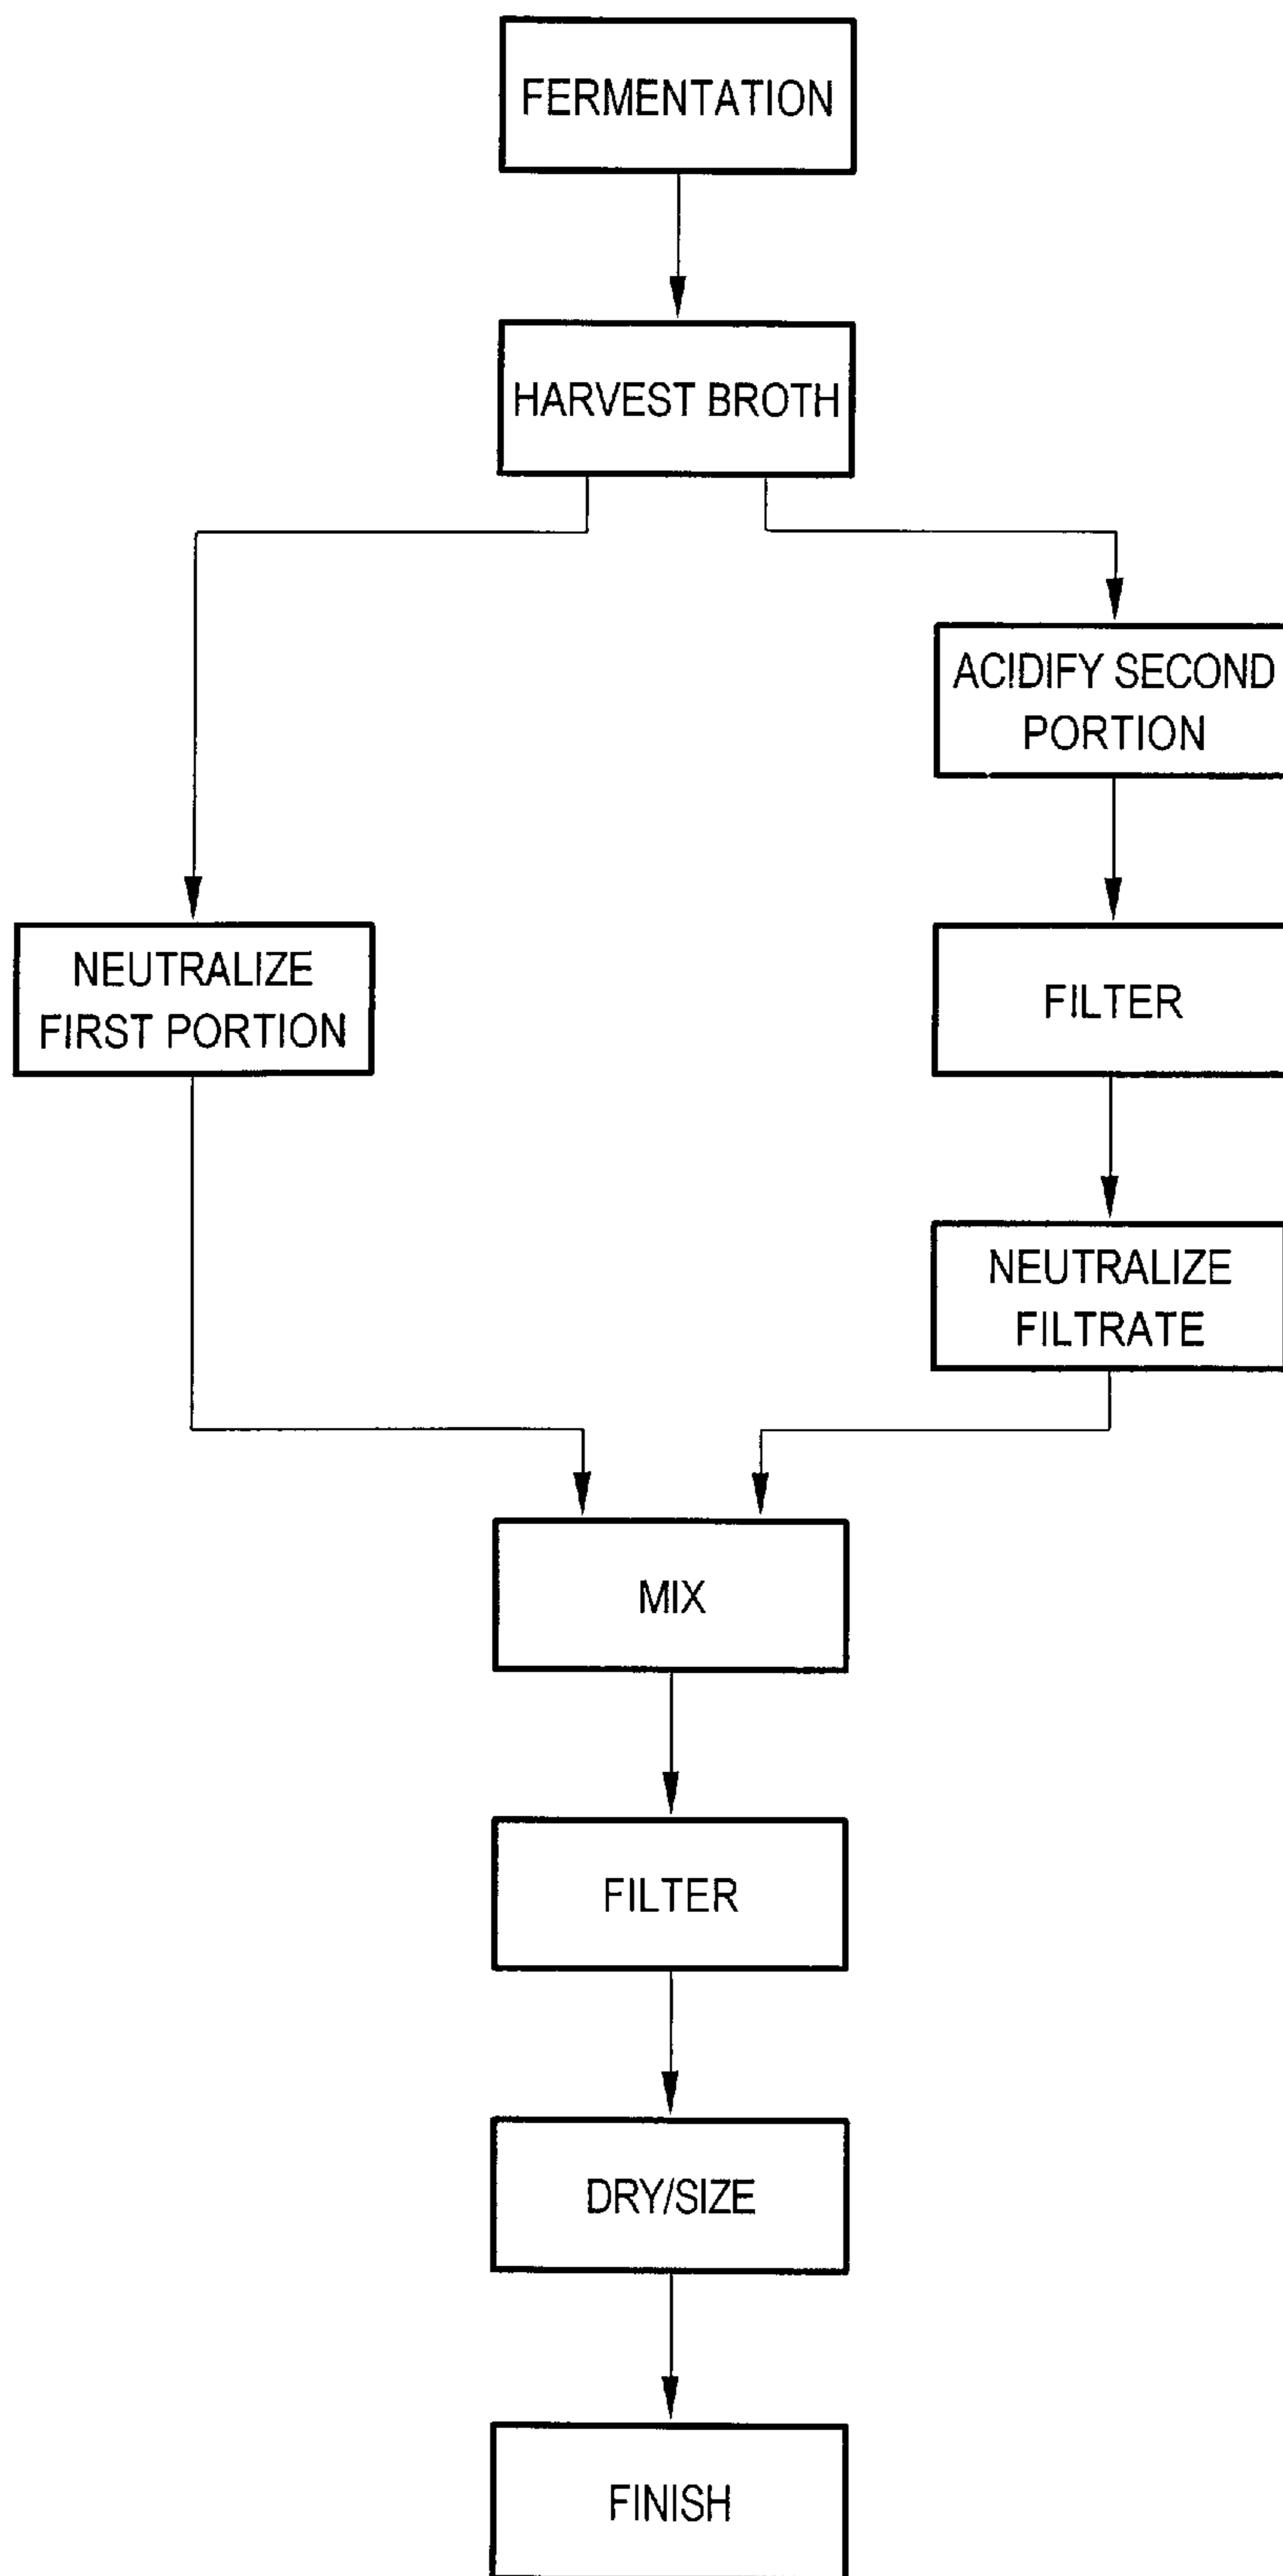 FERMENTATION
HARVEST BROTH
ACIDIFY SECOND
PORTION
NEUTRALIZE
FIRST PORTION
FILTER
NEUTRALIZE
FILTRATE
MIX
FILTER
DRY/SIZE
FINISH